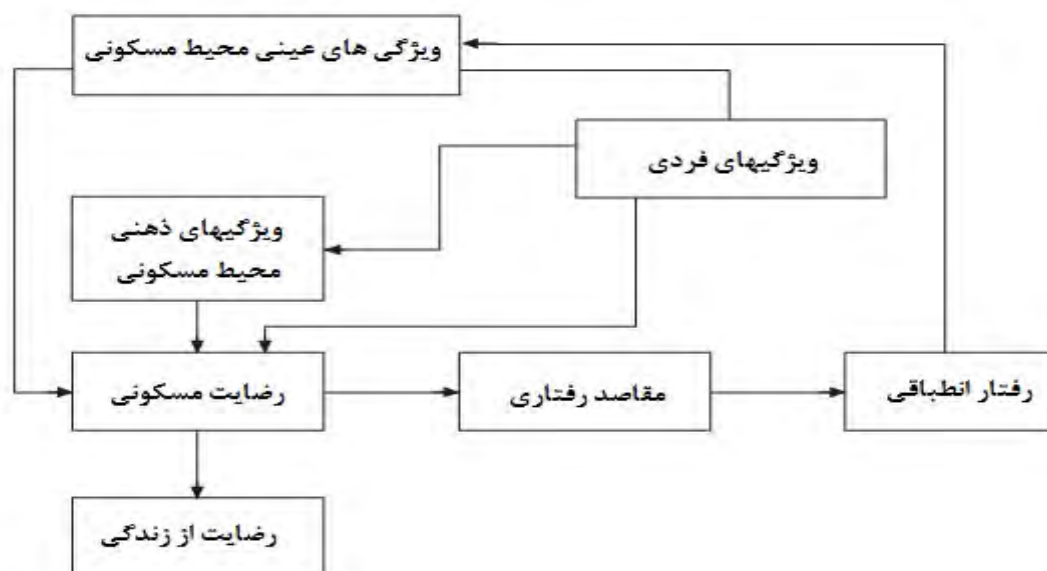 ویژگی های عینی محیط مسکونی
ویژگیهای فردی
ویژگیهای ذهنی
محیط مسکونی
رضایت مسکونی
مقاصد رفتاری
رفتار انطباقی
رضایت از زندگی